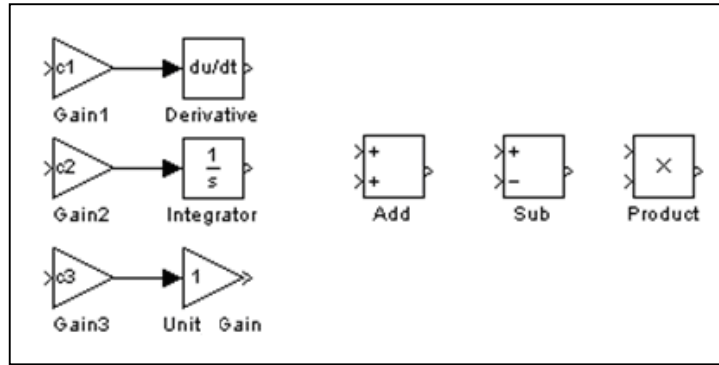 c1
du/dt
Gain1
Derivative
c2
1
s
Gain2
Integrator
+
+
Add
+
−
Sub
×
Product
c3
1
Gain3
Unit Gain